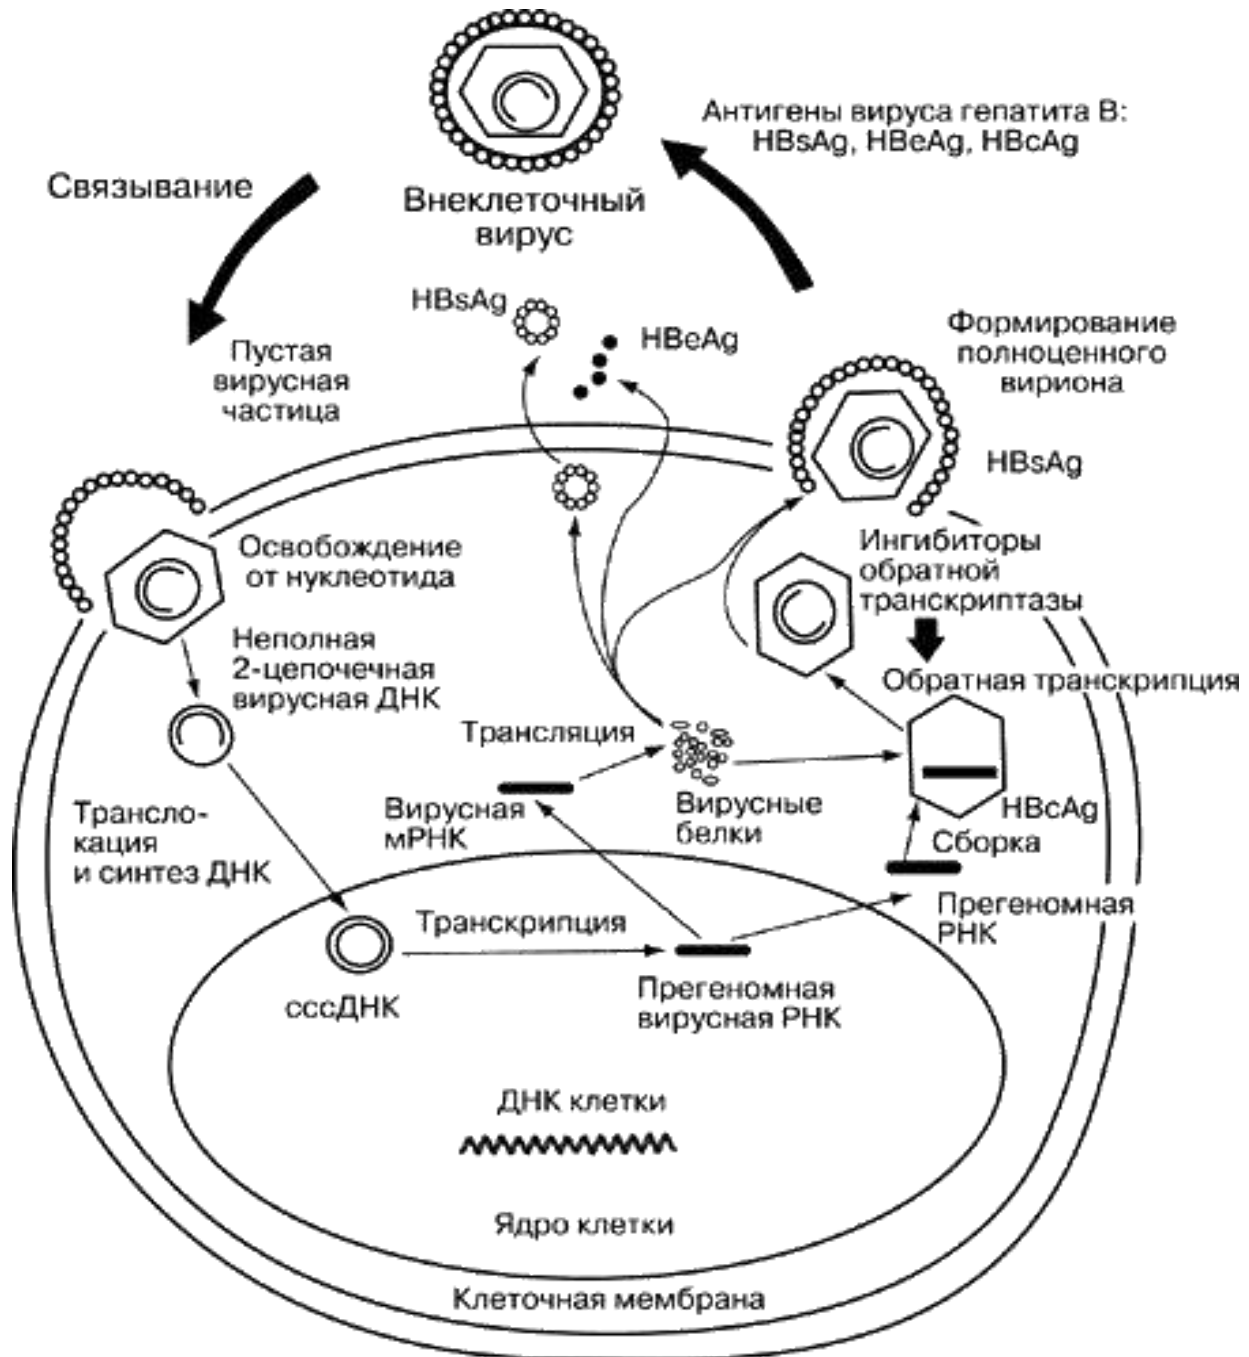 Антигены вируса гепатита В:
HBsAg, HBeAg, HBcAg
Связывание
Внеклеточный
вирус
HBsAg
HBeAg
Пустая
вирусная
частица
Формирование
полноценного
вириона
HBsAg
Освобождение
от нуклеотида
Ингибиторы
обратной
транскриптазы
Неполная
2-цепочечная
вирусная ДНК
Обратная транскрипция
Трансляция
Вирусная
мРНК
Вирусные
белки
HBcAg
Сборка
Трансло-
кация
и синтез ДНК
Транскрипция
Прегеномная
РНК
сссДНК
Прегеномная
вирусная РНК
ДНК клетки
Ядро клетки
Клеточная мембрана